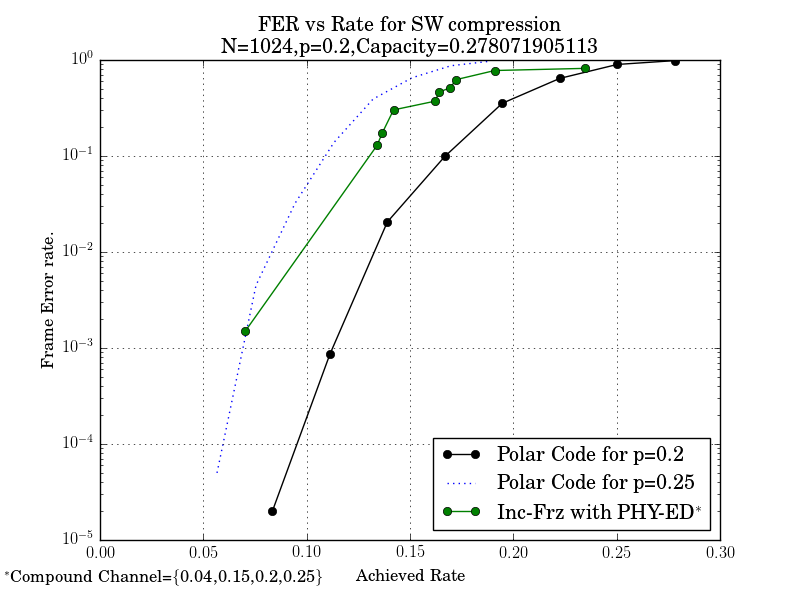 FER vs Rate for SW compression
N=1024,p=0.2,Capacity=0.278071905113
10^0
10^-1
10^-2
10^-3
10^-4
10^-5
Frame Error rate.
Polar Code for p=0.2
Polar Code for p=0.25
Inc-Frz with PHY-ED*
0.00 0.05 0.10 0.15 0.20 0.25 0.30
*Compound Channel={0.04,0.15,0.2,0.25} Achieved Rate